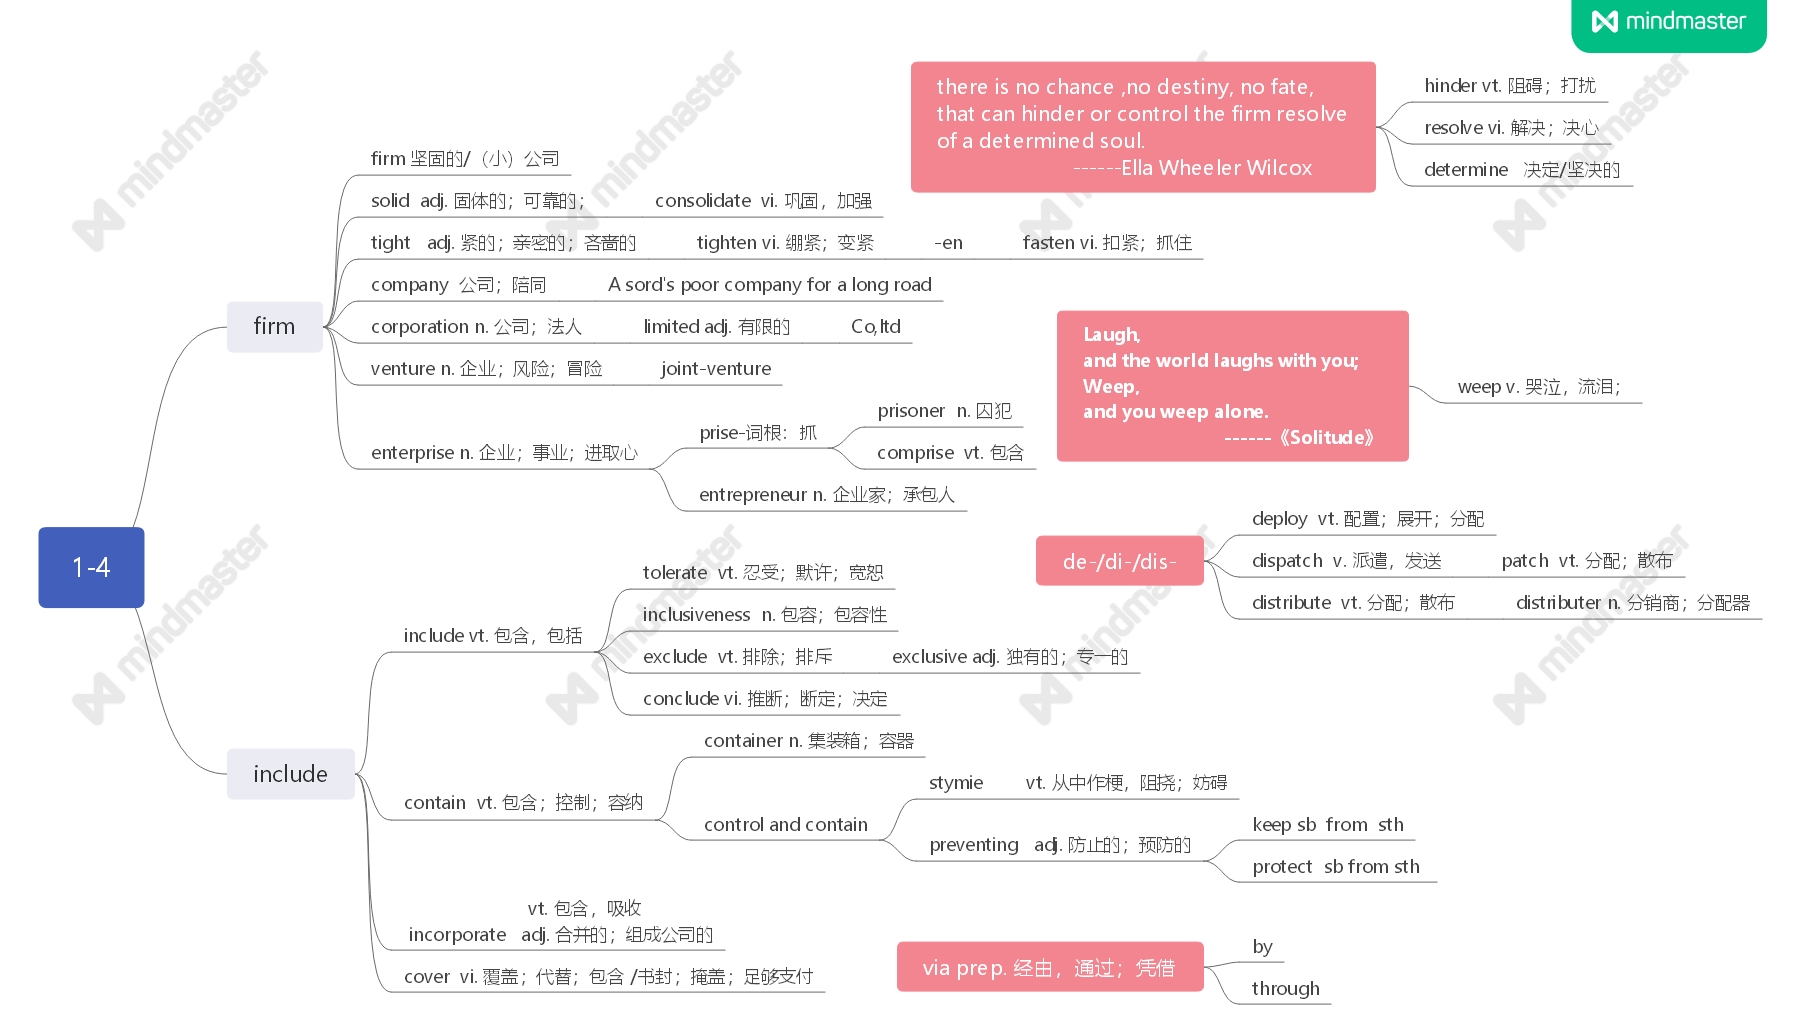 mindmaster
there is no chance ,no destiny, no fate,
that can hinder or control the firm resolve
of a determined soul.
------Ella Wheeler Wilcox
hinder vt. 阻碍；打扰
resolve vi. 解决；决心
determine 决定/坚决的
firm 坚固的/（小）公司
solid adj. 固体的；可靠的； consolidate vi. 巩固，加强
tight adj. 紧的；亲密的；吝啬的 tighten vi. 绷紧；变紧 -en fasten vi. 扣紧；抓住
company 公司；陪同 A sord's poor company for a long road
firm
corporation n. 公司；法人 limited adj. 有限的 Co,ltd
venture n. 企业；风险；冒险 joint-venture
enterprise n. 企业；事业；进取心
prise-词根：抓
prisoner n. 囚犯
comprise vt. 包含
entrepreneur n. 企业家；承包人
Laugh,
and the world laughs with you;
Weep,
and you weep alone.
------《Solitude》
weep v. 哭泣，流泪；
1-4
de-/di-/dis-
deploy vt. 配置；展开；分配
dispatch v. 派遣，发送 patch vt. 分配；散布
distribute vt. 分配；散布 distributer n. 分销商；分配器
include
include vt. 包含，包括
tolerate vt. 忍受；默许；宽恕
inclusiveness n. 包容；包容性
exclude vt. 排除；排斥 exclusive adj. 独有的；专一的
conclude vi. 推断；断定；决定
contain vt. 包含；控制；容纳
container n. 集装箱；容器
control and contain
stymie vt. 从中作梗，阻挠；妨碍
preventing adj. 防止的；预防的
keep sb from sth
protect sb from sth
vt. 包含，吸收
incorporate adj. 合并的；组成公司的
cover vi. 覆盖；代替；包含 /书封；掩盖；足够支付
via prep. 经由，通过；凭借
by
through
mindmaster
mindmaster
mindmaster
mindmaster
mindmaster
mindmaster
mindmaster
mindmaster